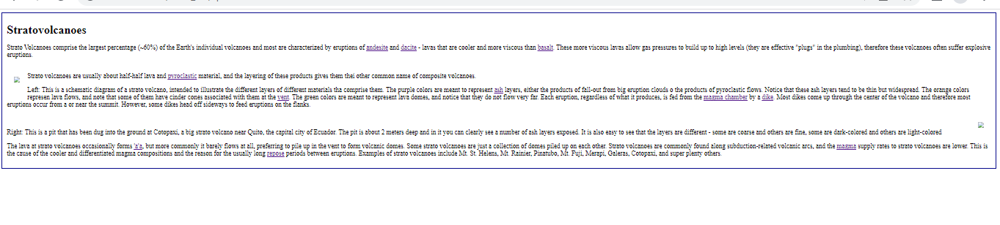 Stratovolcanoes
Strato Volcanoes comprise the largest percentage (~60%) of the Earth's individual volcanoes and most are characterized by eruptions of andesite and dacite - lavas that are cooler and more viscous than basalt. These more viscous lavas allow gas pressures to build up to high levels (they are effective "plugs" in the plumbing), therefore these volcanoes often suffer explosive
eruptions.
Strato volcanoes are usually about half-half lava and pyroclastic material, and the layering of these products gives them thei other common name of composite volcanoes.
Left: This is a schematic diagram of a strato volcano, intended to illustrate the different layers of different materials tha comprise them. The purple colors are meant to represent ash layers, either the products of fall-out from big eruption clouds o the products of pyroclastic flows. Notice that these ash layers tend to be thin but widespread. The orange colors
represen lava flows, and note that some of them have cinder cones associated with them at the vent. The green colors are meant to represent lava domes, and notice that they do not flow very far. Each eruption, regardless of what it produces, is fed from the magma chamber by a dike. Most dikes come up through the center of the volcano and therefore most
eruptions occur from a or near the summit. However, some dikes head off sideways to feed eruptions on the flanks.
Right: This is a pit that has been dug into the ground at Cotopaxi, a big strato volcano near Quito, the capital city of Ecuador. The pit is about 2 meters deep and in it you can clearly see a number of ash layers exposed. It is also easy to see that the layers are different - some are coarse and others are fine, some are dark-colored and others are light-colored
The lava at strato volcanoes occasionally forms 'a'a, but more commonly it barely flows at all, preferring to pile up in the vent to form volcanic domes. Some strato volcanoes are just a collection of domes piled up on each other. Strato volcanoes are commonly found along subduction-related volcanic arcs, and the magma supply rates to strato volcanoes are lower. This is
the cause of the cooler and differentiated magma compositions and the reason for the usually long repose periods between eruptions. Examples of strato volcanoes include Mt. St. Helens, Mt. Rainier, Pinatubo, Mt. Fuji, Merapi, Galeras, Cotopaxi, and super plenty others.